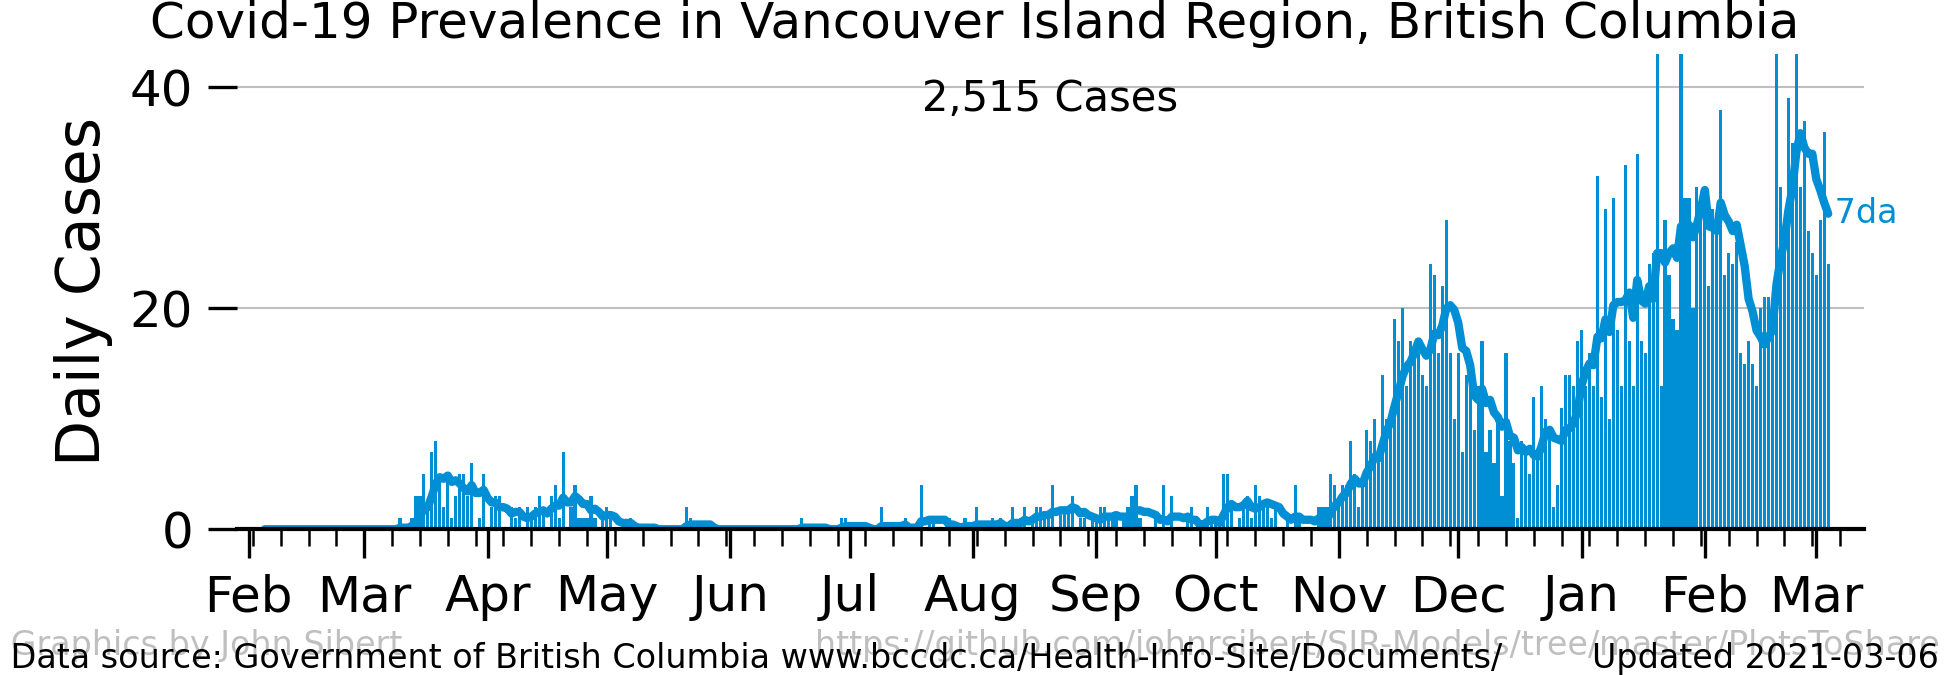 Covid-19 Prevalence in Vancouver Island Region, British Columbia
2,515 Cases
Daily Cases
40
20
0
7da
Feb Mar Apr May Jun Jul Aug Sep Oct Nov Dec Jan Feb Mar
Graphics by John Sibert https://github.com/johnrsibert/SIR-Models/tree/master/PlotsToShare
Data source: Government of British Columbia www.bccdc.ca/Health-Info-Site/Documents/ Updated 2021-03-06